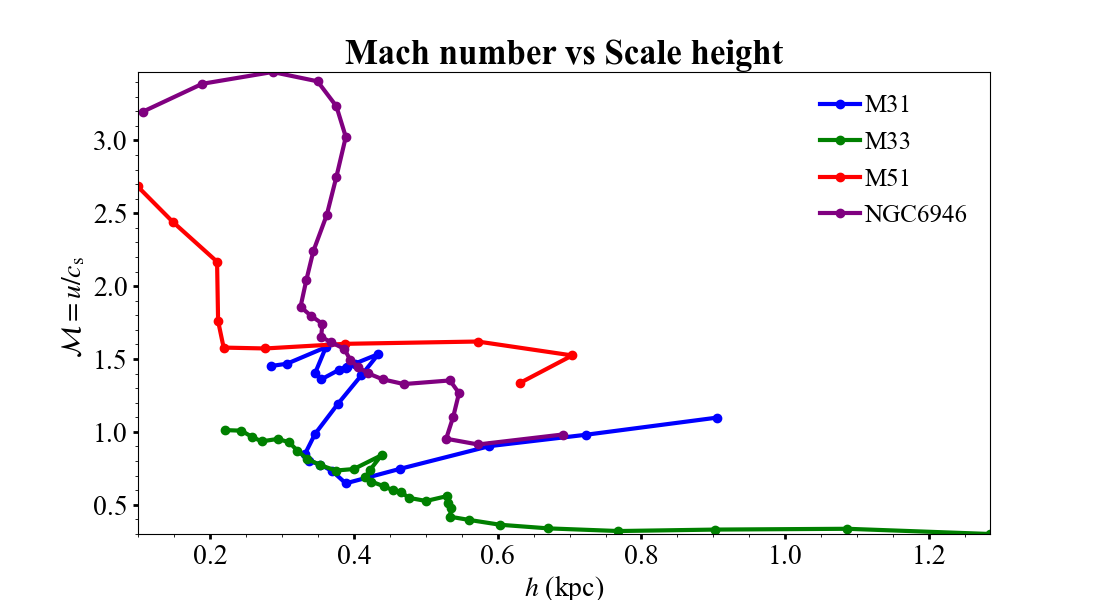 Mach number vs Scale height
M31
M33
M51
NGC6946
3.0
2.5
2.0
1.5
1.0
0.5
ℳ = u/cₛ
0.2 0.4 0.6 0.8 1.0 1.2
h (kpc)